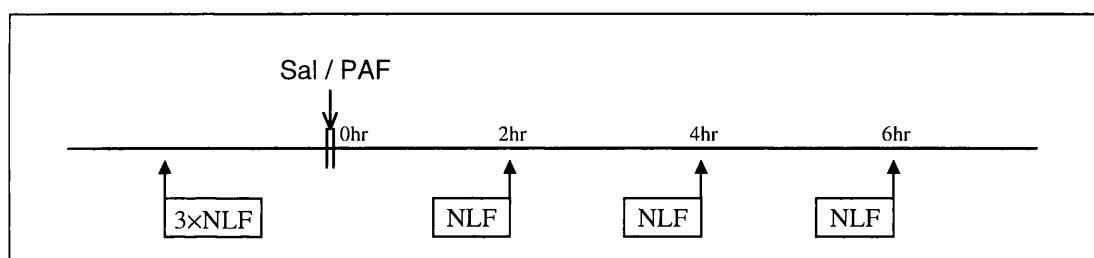 Sal / PAF
0hr 2hr 4hr 6hr
3×NLF NLF NLF NLF